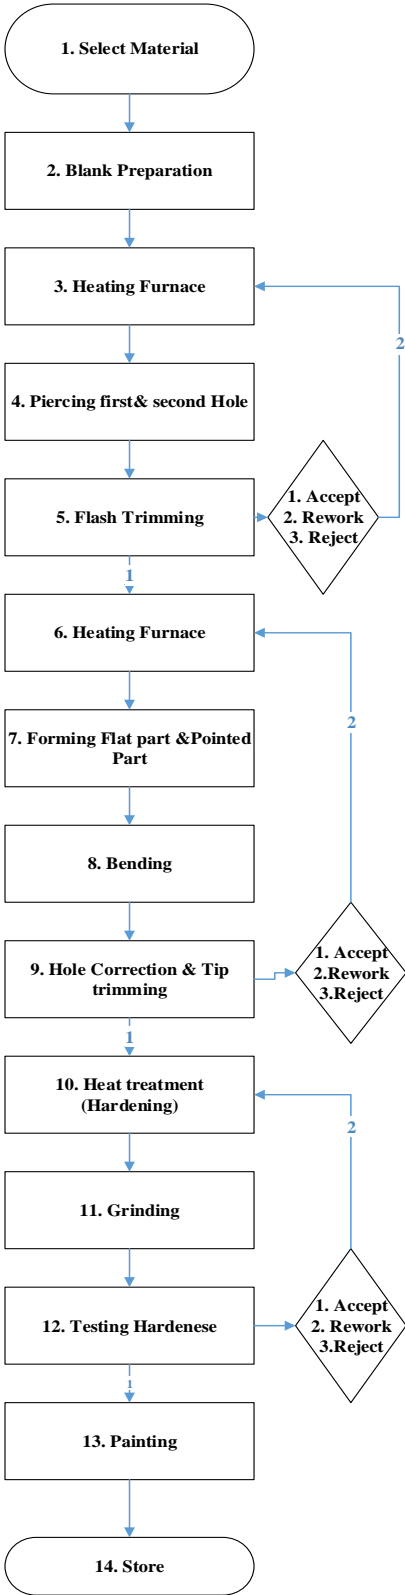 1. Select Material
2. Blank Preparation
3. Heating Furnace
2
4. Piercing first& second Hole
5. Flash Trimming
1. Accept
2. Rework
3. Reject
1
6. Heating Furnace
2
7. Forming Flat part &Pointed
Part
8. Bending
9. Hole Correction & Tip
trimming
1. Accept
2.Rework
3.Reject
1
10. Heat treatment
(Hardening)
2
11. Grinding
12. Testing Hardenese
1. Accept
2. Rework
3.Reject
1
13. Painting
14. Store